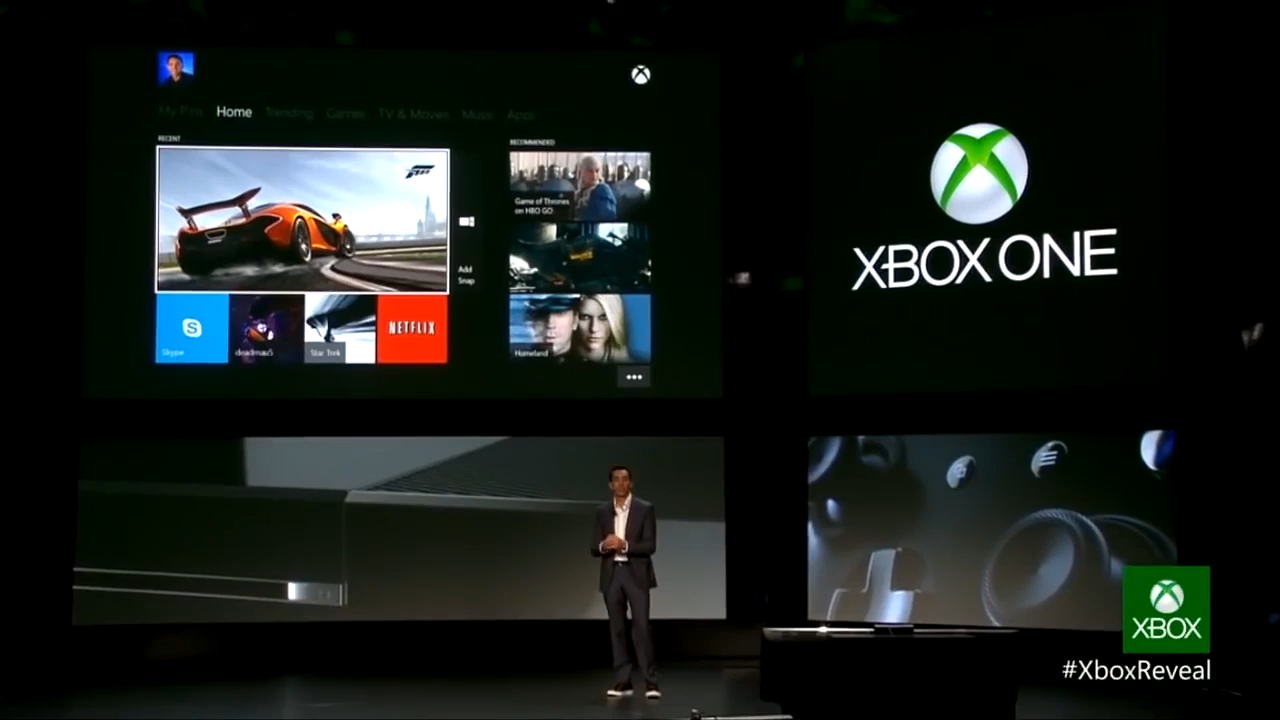 My Pins Home Trending Games TV & Movies Music Apps
RECENT
RECOMMENDED
Game of Thrones
on HBO GO
Add
Snap
Skype
deadmau5
Star Trek
NETFLIX
Homeland
XBOX ONE
XBOX
#XboxReveal